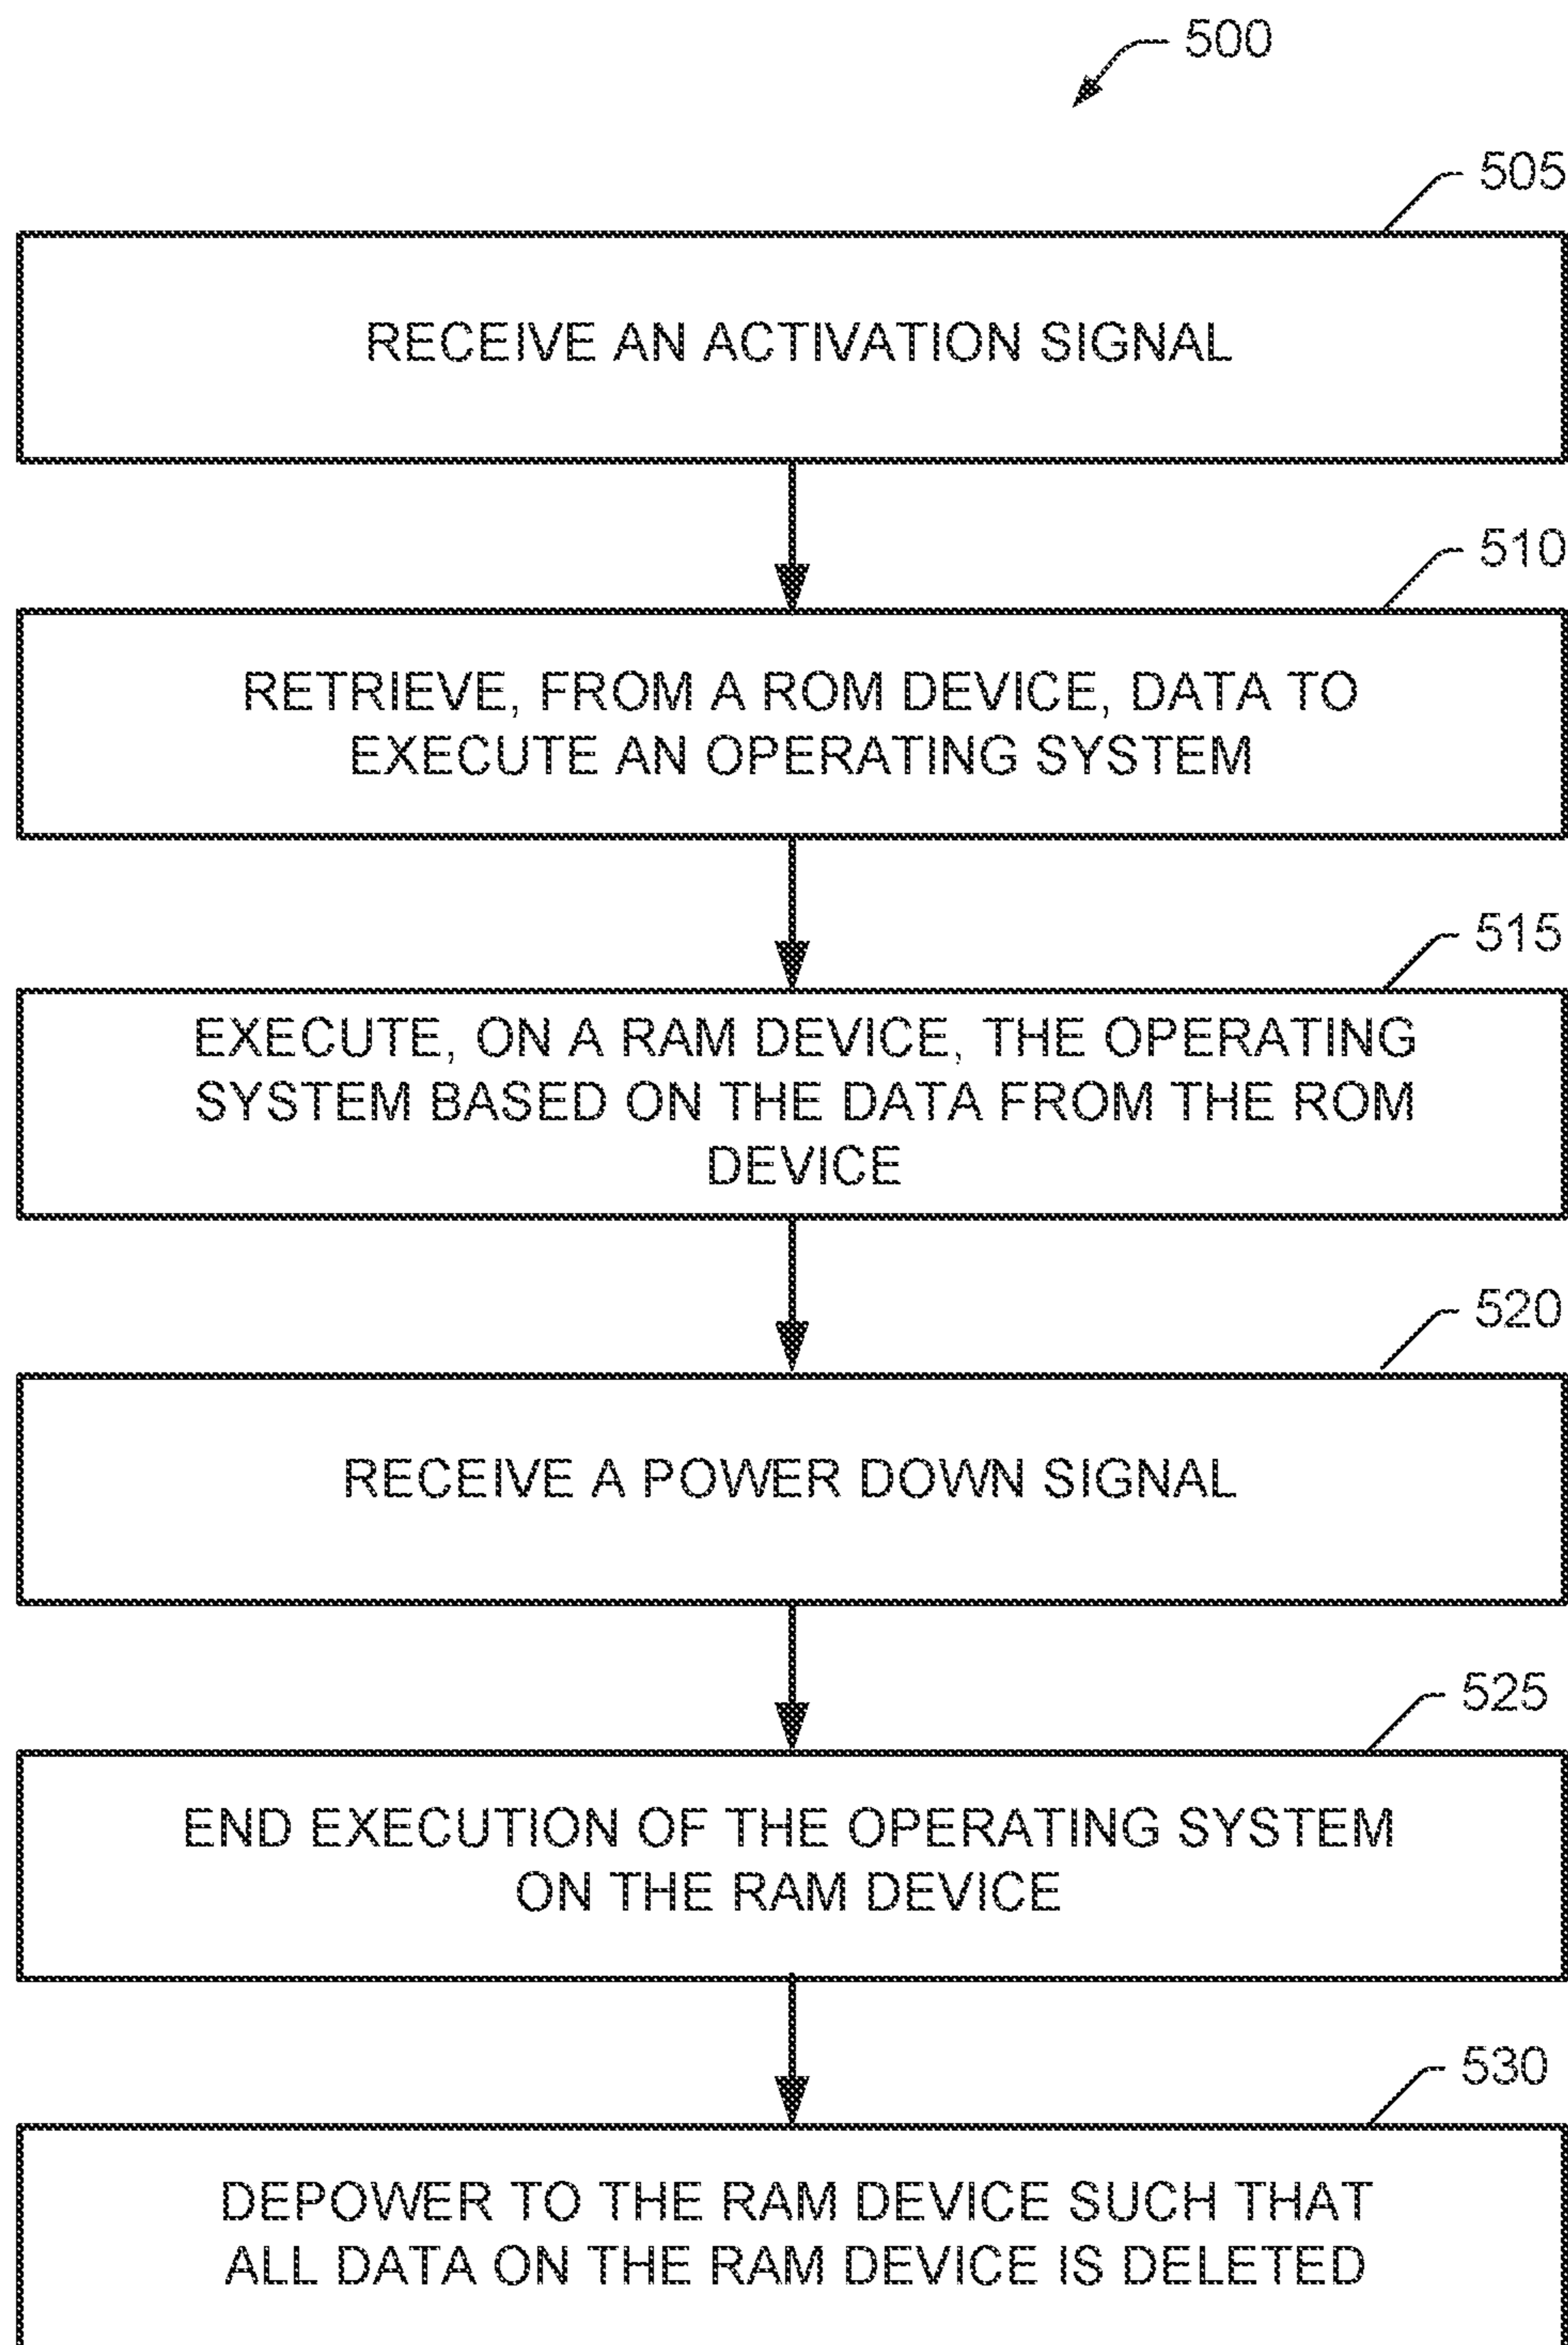 500
505
RECEIVE AN ACTIVATION SIGNAL
510
RETRIEVE, FROM A ROM DEVICE, DATA TO
EXECUTE AN OPERATING SYSTEM
515
EXECUTE, ON A RAM DEVICE, THE OPERATING
SYSTEM BASED ON THE DATA FROM THE ROM
DEVICE
520
RECEIVE A POWER DOWN SIGNAL
525
END EXECUTION OF THE OPERATING SYSTEM
ON THE RAM DEVICE
530
DEPOWER TO THE RAM DEVICE SUCH THAT
ALL DATA ON THE RAM DEVICE IS DELETED